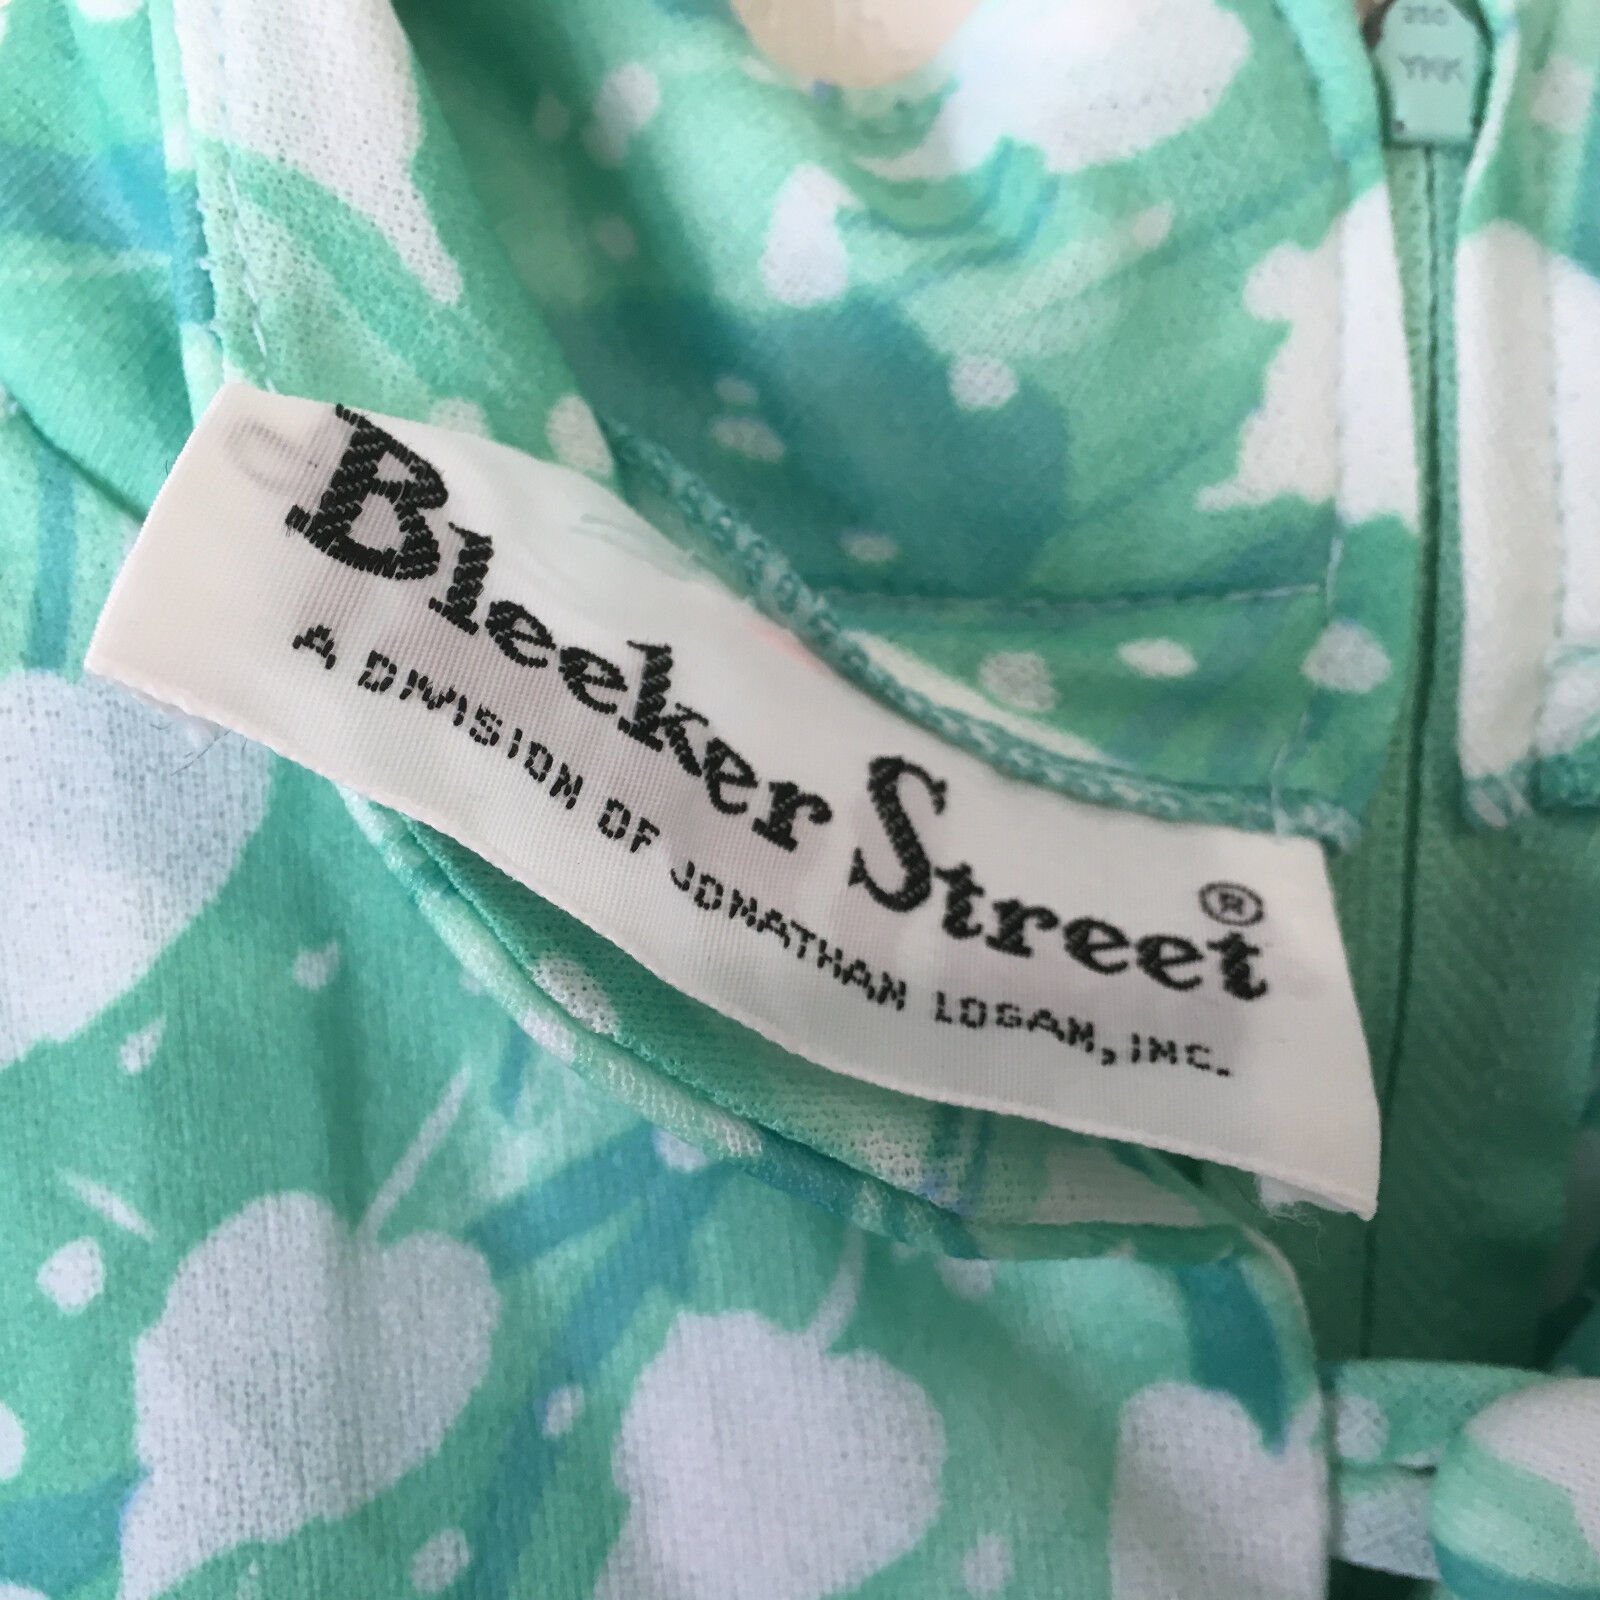 YKK
Bleeker Street ®
A DIVISION OF JONATHAN LOGAN, INC.